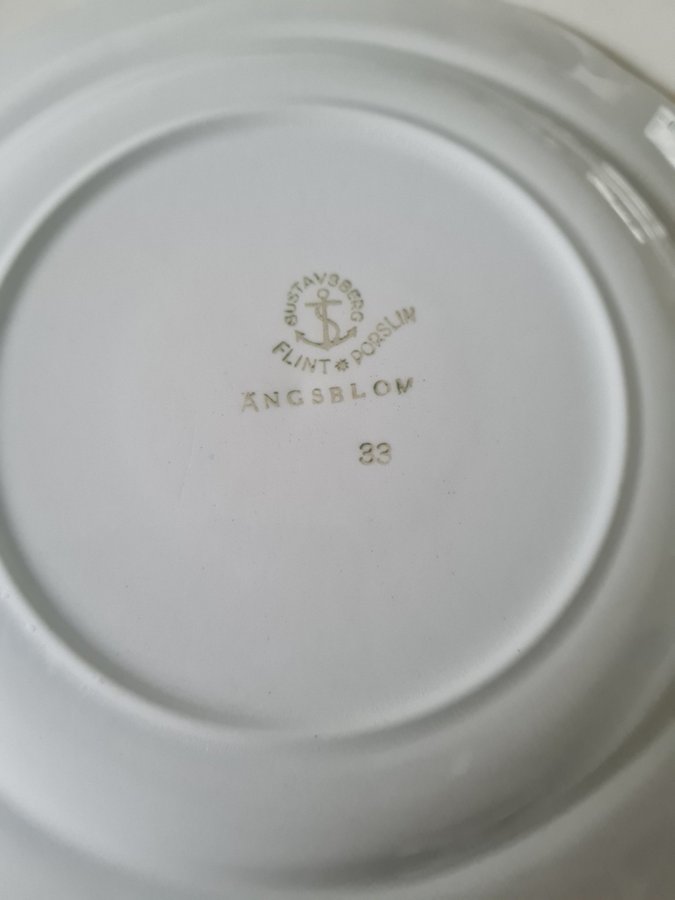 GUSTAVSBERG
FLINT * PORSLIN
ÄNGSBLOM
33